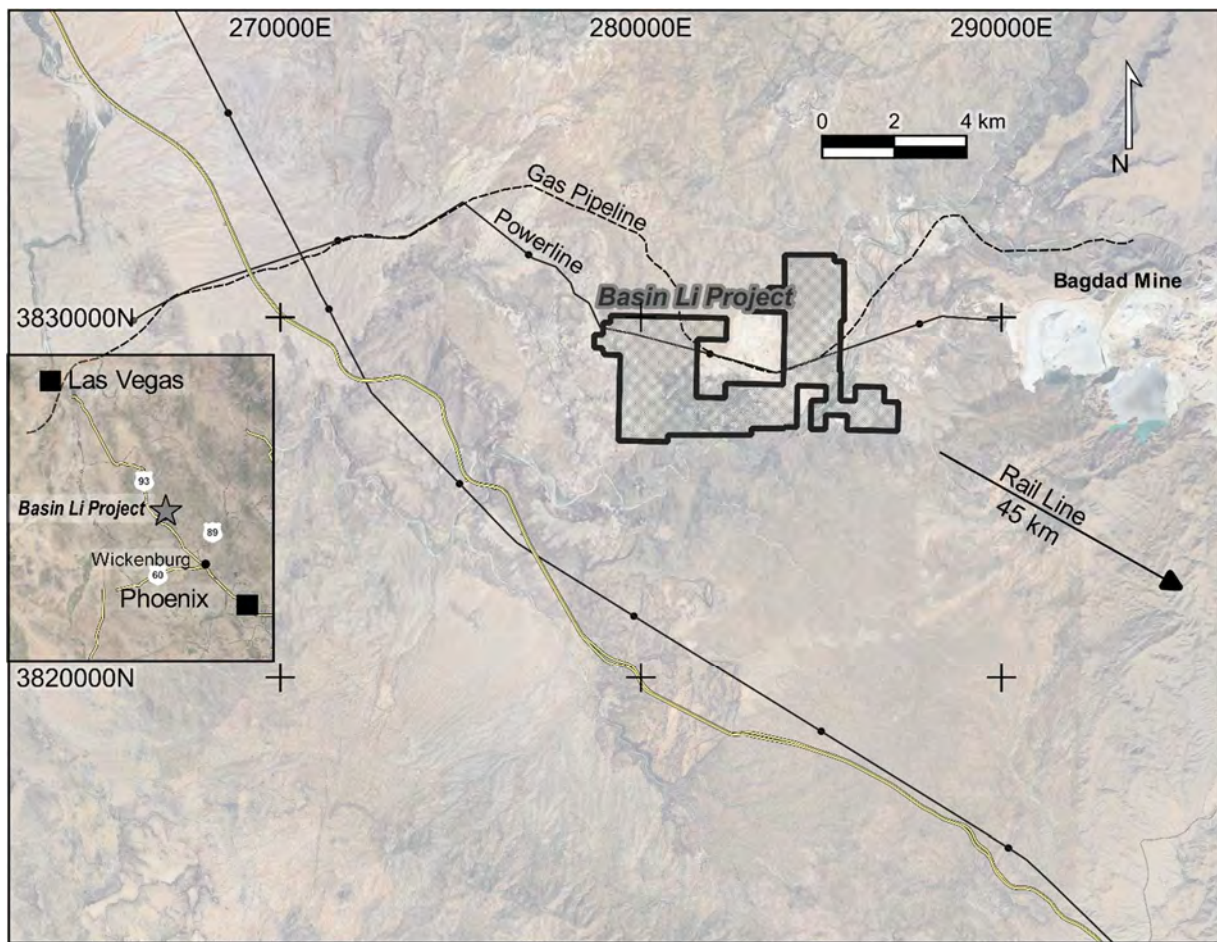 270000E
280000E
290000E
0 2 4 km
N
Gas Pipeline
Powerline
Bagdad Mine
Basin Li Project
3830000N
Las Vegas
93
Basin Li Project
89
Wickenburg
60
Phoenix
Rail Line
45 km
3820000N